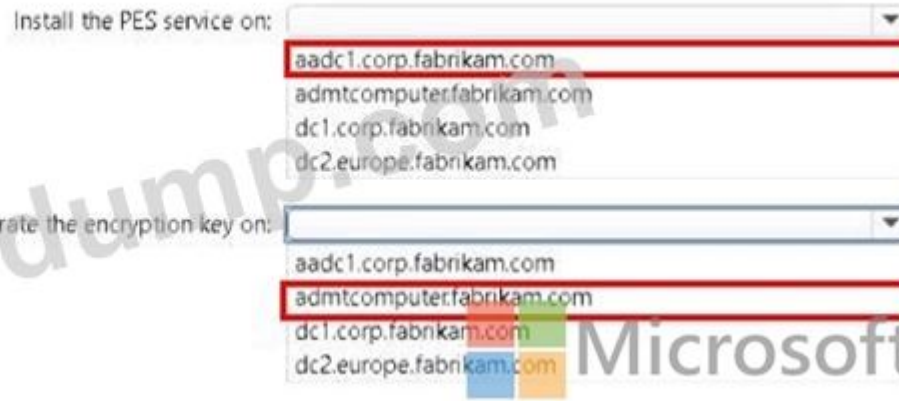 Install the PES service on:
aadc1.corp.fabrikam.com
admtcomputer.fabrikam.com
dc1.corp.fabrikam.com
dc2.europe.fabrikam.com
dump.com
rate the encryption key on:
aadc1.corp.fabrikam.com
admtcomputer.fabrikam.com
dc1.corp.fabrikam.com
dc2.europe.fabrikam.com
Microsoft